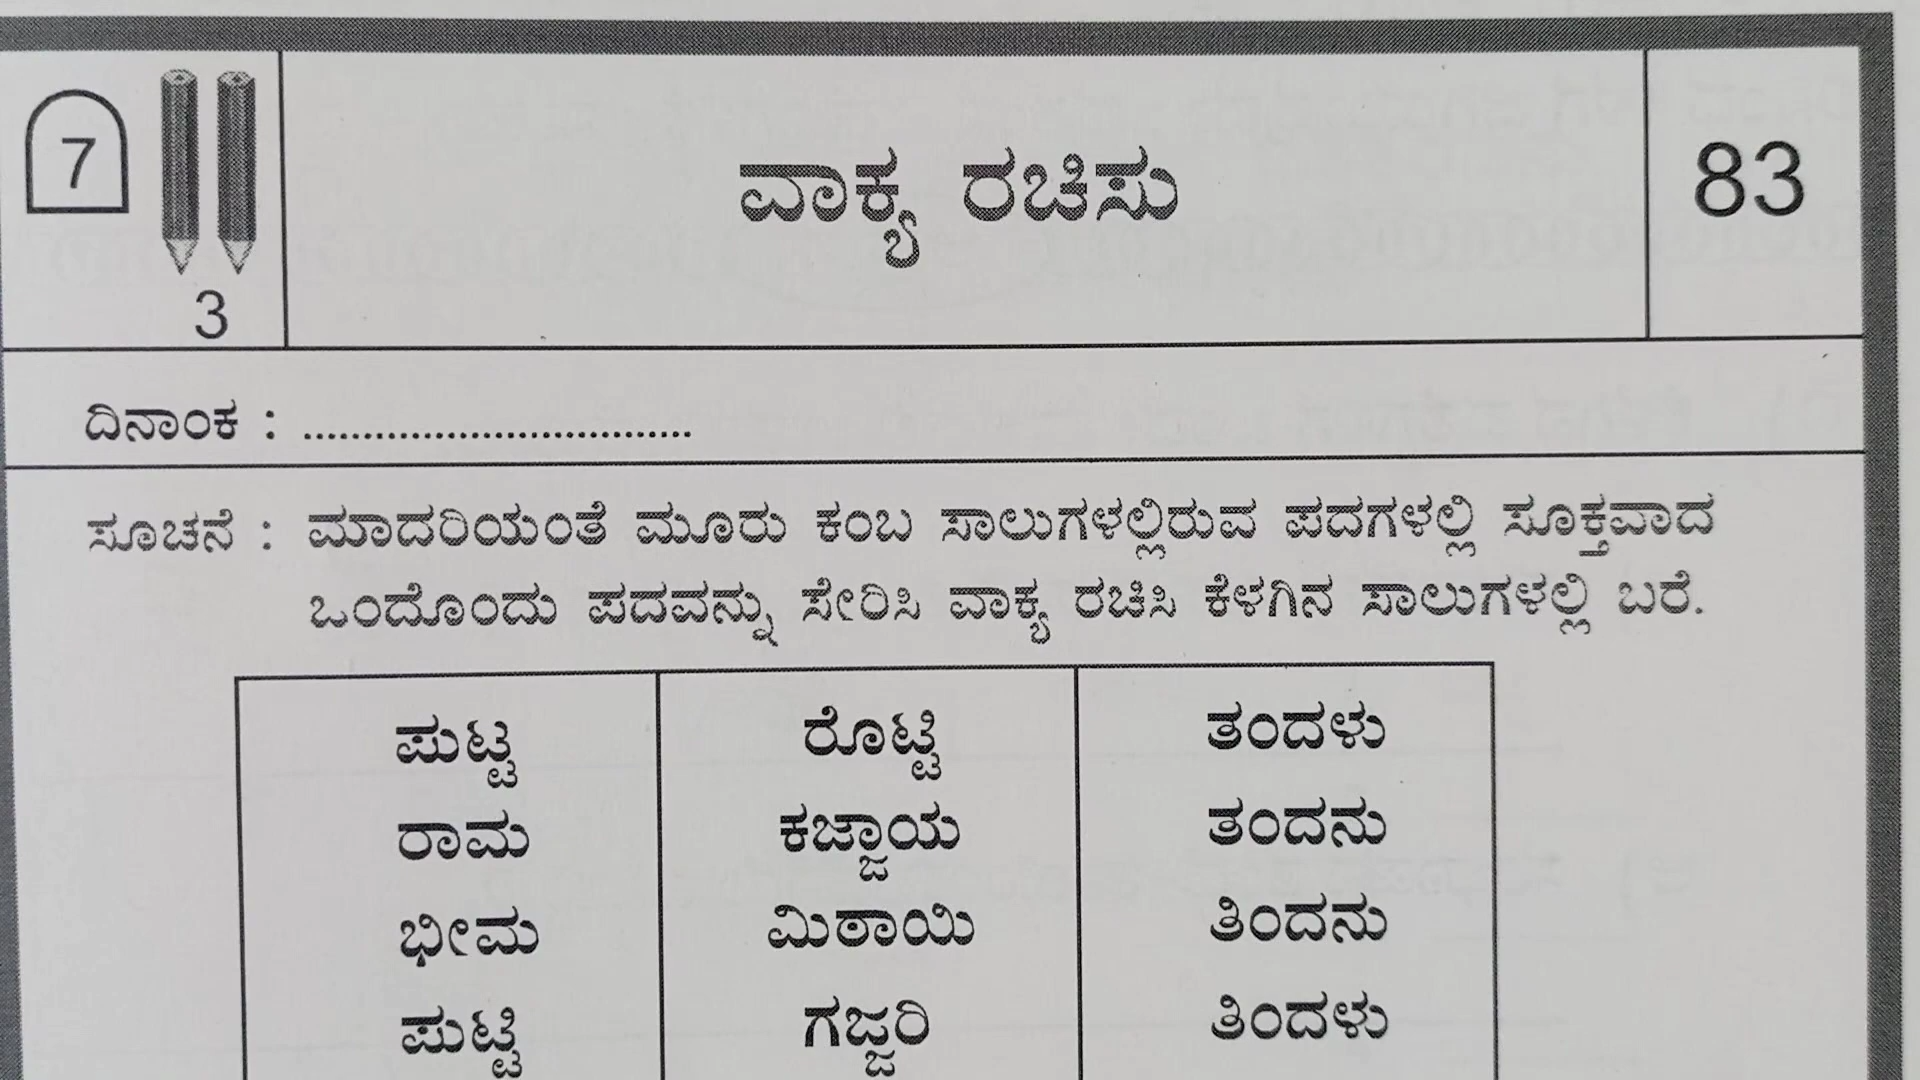 7
3
ವಾಕ್ಯ ರಚಿಸು
83
ದಿನಾಂಕ : ................................
ಸೂಚನೆ : ಮಾದರಿಯಂತೆ ಮೂರು ಕಂಬ ಸಾಲುಗಳಲ್ಲಿರುವ ಪದಗಳಲ್ಲಿ ಸೂಕ್ತವಾದ
ಒಂದೊಂದು ಪದವನ್ನು ಸೇರಿಸಿ ವಾಕ್ಯ ರಚಿಸಿ ಕೆಳಗಿನ ಸಾಲುಗಳಲ್ಲಿ ಬರೆ.
ಪುಟ್ಟ ರೊಟ್ಟಿ ತಂದಳು
ರಾಮ ಕಜ್ಜಾಯ ತಂದನು
ಭೀಮ ಮಿಠಾಯಿ ತಿಂದನು
ಪುಟ್ಟಿ ಗಜ್ಜರಿ ತಿಂದಳು